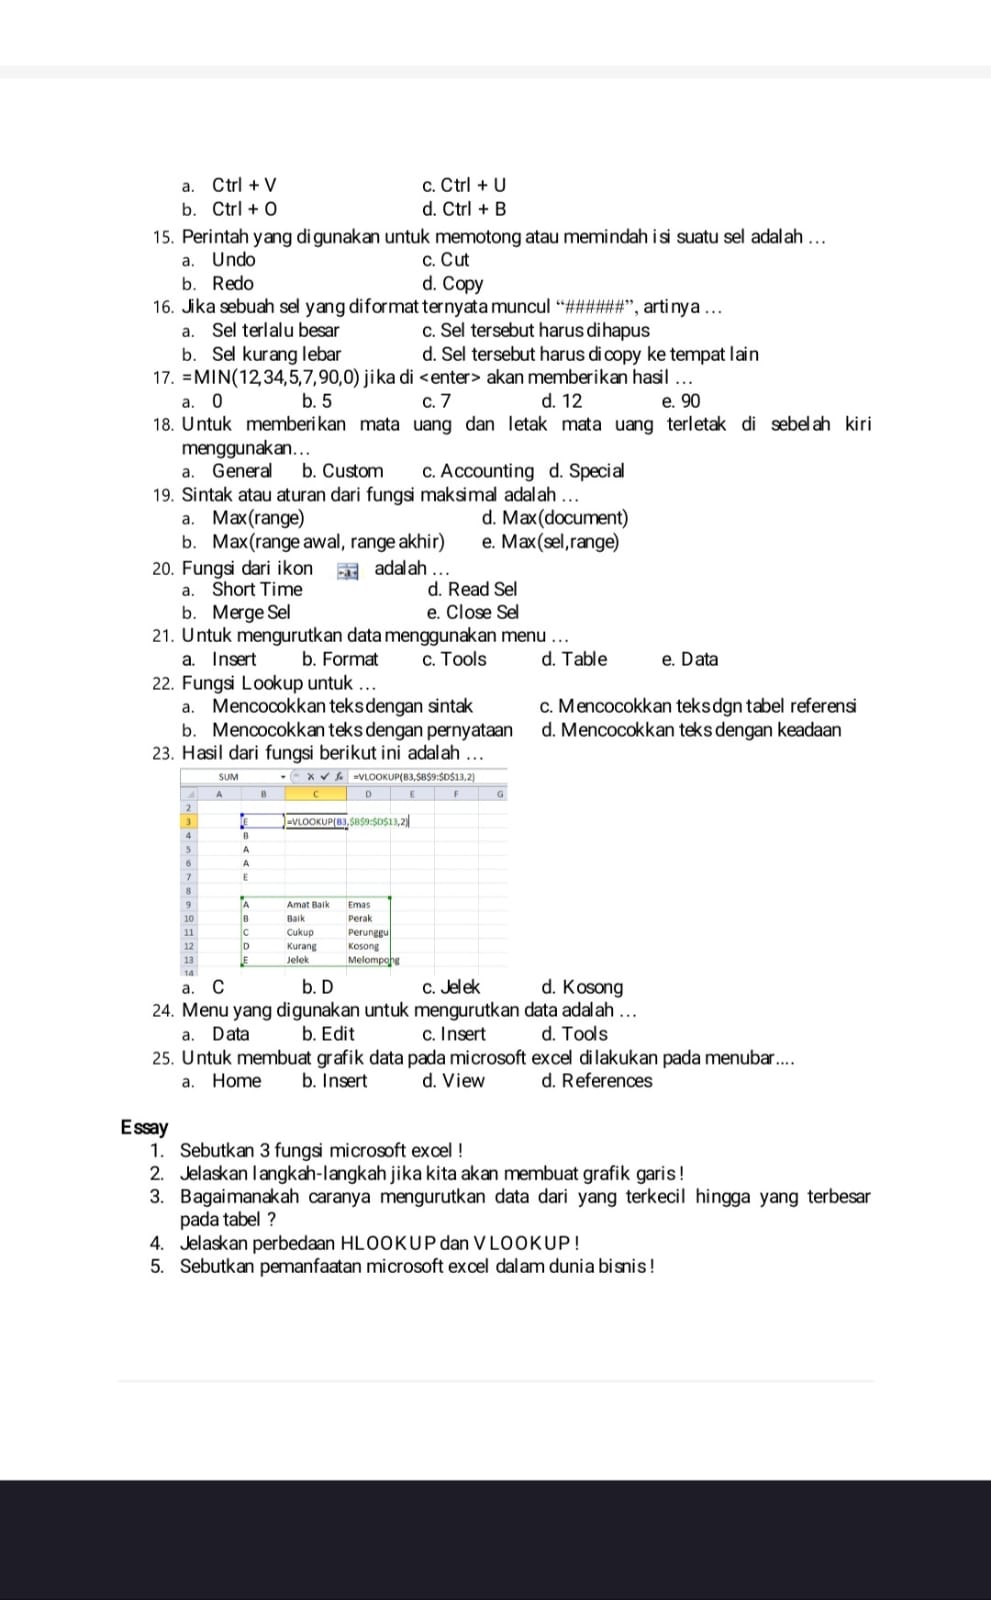 a. Ctrl + V c. Ctrl + U
b. Ctrl + O d. Ctrl + B
15. Perintah yang digunakan untuk memotong atau memindah isi suatu sel adalah ...
a. Undo c. Cut
b. Redo d. Copy
16. Jika sebuah sel yang diformat ternyata muncul “######”, artinya ...
a. Sel terlalu besar c. Sel tersebut harus dihapus
b. Sel kurang lebar d. Sel tersebut harus dicopy ke tempat lain
17. =MIN(12,34,5,7,90,0) jika di <enter> akan memberikan hasil ...
a. 0 b. 5 c. 7 d. 12 e. 90
18. Untuk memberikan mata uang dan letak mata uang terletak di sebelah kiri
menggunakan...
a. General b. Custom c. Accounting d. Special
19. Sintak atau aturan dari fungsi maksimal adalah ...
a. Max(range) d. Max(document)
b. Max(range awal, range akhir) e. Max(sel,range)
20. Fungsi dari ikon adalah ...
a. Short Time d. Read Sel
b. Merge Sel e. Close Sel
21. Untuk mengurutkan data menggunakan menu ...
a. Insert b. Format c. Tools d. Table e. Data
22. Fungsi Lookup untuk ...
a. Mencocokkan teks dengan sintak c. Mencocokkan teks dgn tabel referensi
b. Mencocokkan teks dengan pernyataan d. Mencocokkan teks dengan keadaan
23. Hasil dari fungsi berikut ini adalah ...
SUM =VLOOKUP(B3,$B$9:$D$13,2)
A B C D E F G
2
3 E =VLOOKUP(B3,$B$9:$D$13,2)
4 B
5 A
6 A
7 E
8
9 A Amat Baik Emas
10 B Baik Perak
11 C Cukup Perunggu
12 D Kurang Kosong
13 E Jelek Melompong
14
a. C b. D c. Jelek d. Kosong
24. Menu yang digunakan untuk mengurutkan data adalah ...
a. Data b. Edit c. Insert d. Tools
25. Untuk membuat grafik data pada microsoft excel dilakukan pada menubar....
a. Home b. Insert d. View d. References
Essay
1. Sebutkan 3 fungsi microsoft excel !
2. Jelaskan langkah-langkah jika kita akan membuat grafik garis !
3. Bagaimanakah caranya mengurutkan data dari yang terkecil hingga yang terbesar
pada tabel ?
4. Jelaskan perbedaan HLOOKUP dan VLOOKUP !
5. Sebutkan pemanfaatan microsoft excel dalam dunia bisnis !